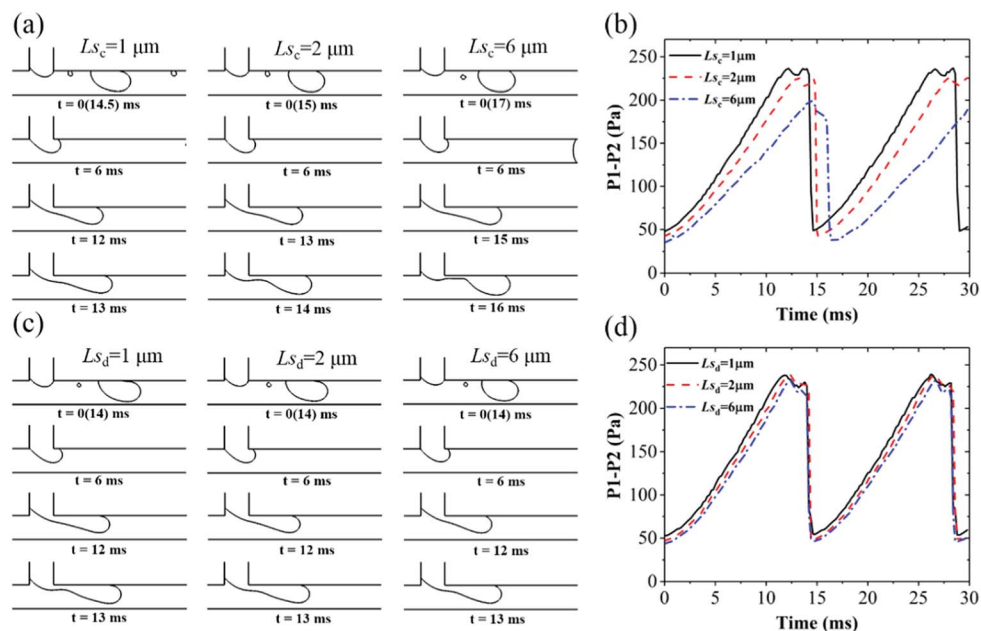 (a)
Lsc=1 μm
Lsc=2 μm
Lsc=6 μm
t = 0(14.5) ms
t = 0(15) ms
t = 0(17) ms
t = 6 ms
t = 6 ms
t = 6 ms
t = 12 ms
t = 13 ms
t = 15 ms
t = 13 ms
t = 14 ms
t = 16 ms
(b)
Lsc=1μm
Lsc=2μm
Lsc=6μm
P1-P2 (Pa)
250
200
150
100
50
0
0 5 10 15 20 25 30
Time (ms)
(c)
Lsd=1 μm
Lsd=2 μm
Lsd=6 μm
t = 0(14) ms
t = 0(14) ms
t = 0(14) ms
t = 6 ms
t = 6 ms
t = 6 ms
t = 12 ms
t = 12 ms
t = 12 ms
t = 13 ms
t = 13 ms
t = 13 ms
(d)
Lsd=1μm
Lsd=2μm
Lsd=6μm
P1-P2 (Pa)
250
200
150
100
50
0
0 5 10 15 20 25 30
Time (ms)